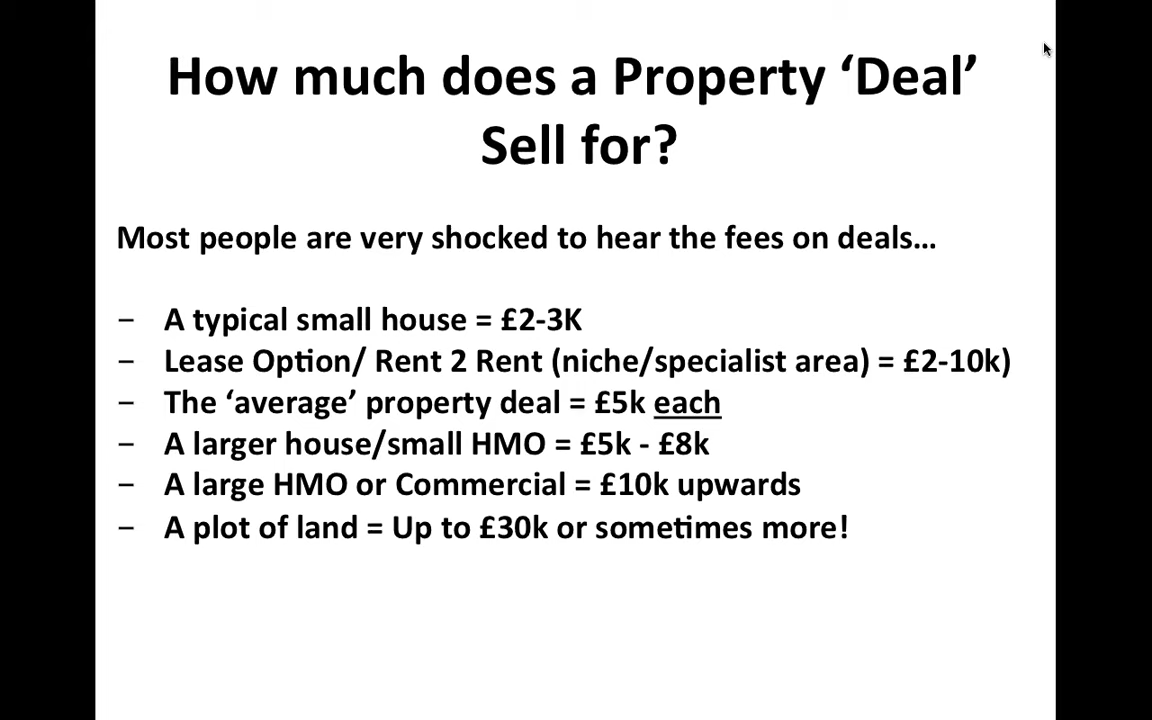 How much does a Property ‘Deal’
Sell for?
Most people are very shocked to hear the fees on deals…
– A typical small house = £2-3K
– Lease Option/ Rent 2 Rent (niche/specialist area) = £2-10k)
– The ‘average’ property deal = £5k each
– A larger house/small HMO = £5k - £8k
– A large HMO or Commercial = £10k upwards
– A plot of land = Up to £30k or sometimes more!